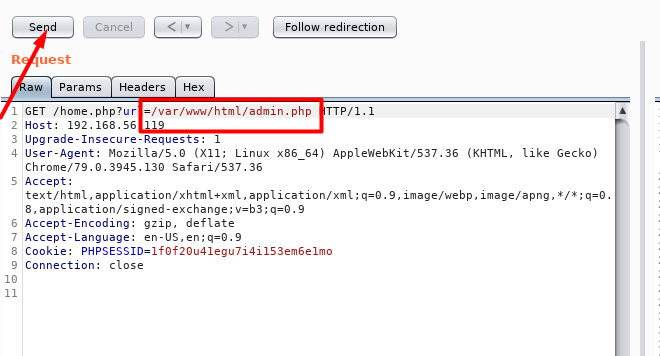 Send Cancel < > Follow redirection
Request
Raw Params Headers Hex
1 GET /home.php?url=/var/www/html/admin.php HTTP/1.1
2 Host: 192.168.56.119
3 Upgrade-Insecure-Requests: 1
4 User-Agent: Mozilla/5.0 (X11; Linux x86_64) AppleWebKit/537.36 (KHTML, like Gecko)
Chrome/79.0.3945.130 Safari/537.36
5 Accept:
text/html,application/xhtml+xml,application/xml;q=0.9,image/webp,image/apng,*/*;q=0.
8,application/signed-exchange;v=b3;q=0.9
6 Accept-Encoding: gzip, deflate
7 Accept-Language: en-US,en;q=0.9
8 Cookie: PHPSESSID=1f0f20u41egu7i4i153em6e1mo
9 Connection: close
10
11